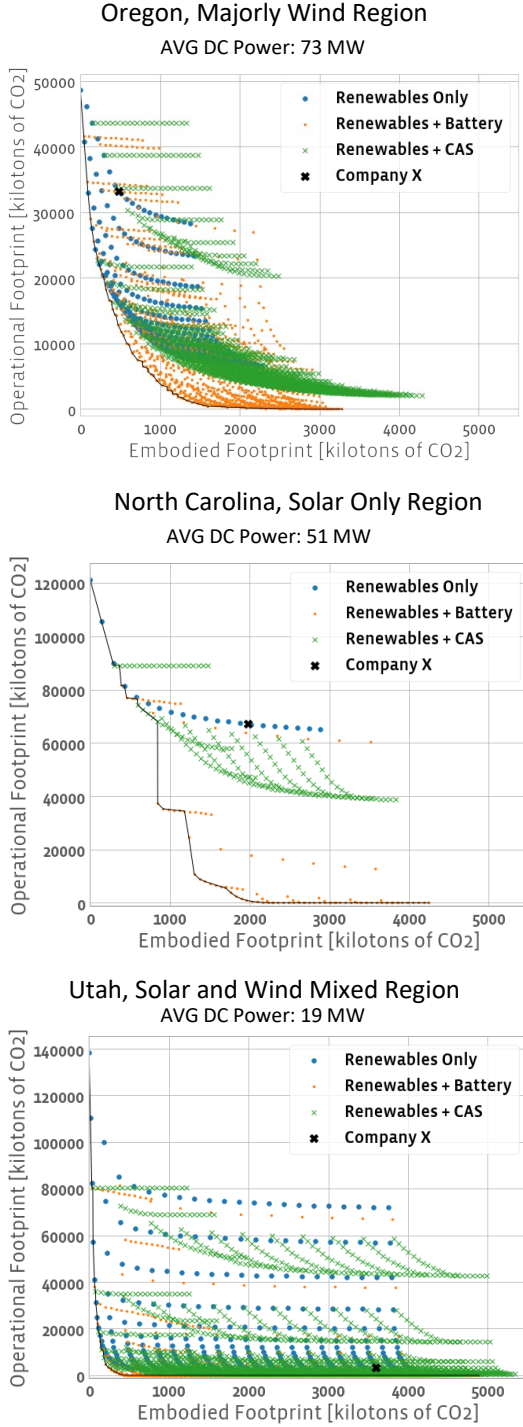 Oregon, Majorly Wind Region
AVG DC Power: 73 MW
Operational Footprint [kilotons of CO2]
50000
40000
30000
20000
10000
0
Renewables Only
Renewables + Battery
Renewables + CAS
Company X
0 1000 2000 3000 4000 5000
Embodied Footprint [kilotons of CO2]
North Carolina, Solar Only Region
AVG DC Power: 51 MW
Operational Footprint [kilotons of CO2]
120000
100000
80000
60000
40000
20000
0
Renewables Only
Renewables + Battery
Renewables + CAS
Company X
0 1000 2000 3000 4000 5000
Embodied Footprint [kilotons of CO2]
Utah, Solar and Wind Mixed Region
AVG DC Power: 19 MW
Operational Footprint [kilotons of CO2]
140000
120000
100000
80000
60000
40000
20000
0
Renewables Only
Renewables + Battery
Renewables + CAS
Company X
0 1000 2000 3000 4000 5000
Embodied Footprint [kilotons of CO2]